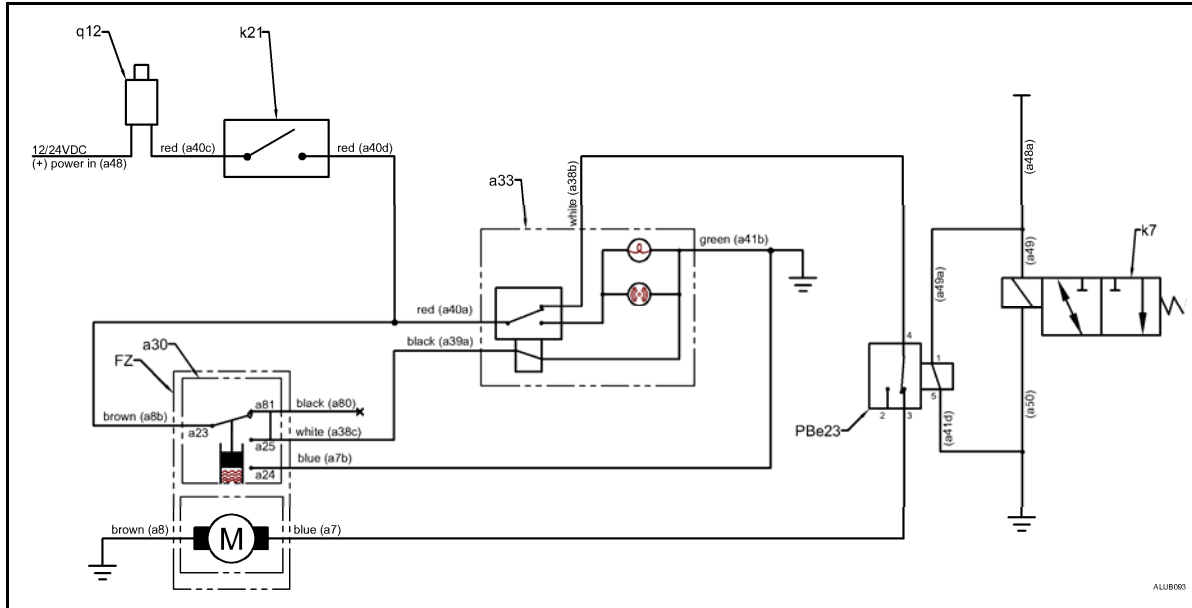 q12
k21
12/24VDC
(+) power in (a48)
red (a40c)
red (a40d)
a33
white (a38b)
green (a41b)
(a48a)
k7
(a49)
(a49a)
red (a40a)
black (a39a)
a30
FZ
brown (a8b)
a23
a81
black (a80)
white (a38c)
a25
blue (a7b)
a24
4
1
2
3
5
PBe23
(a41d)
(a50)
brown (a8)
M
blue (a7)
ALUB093